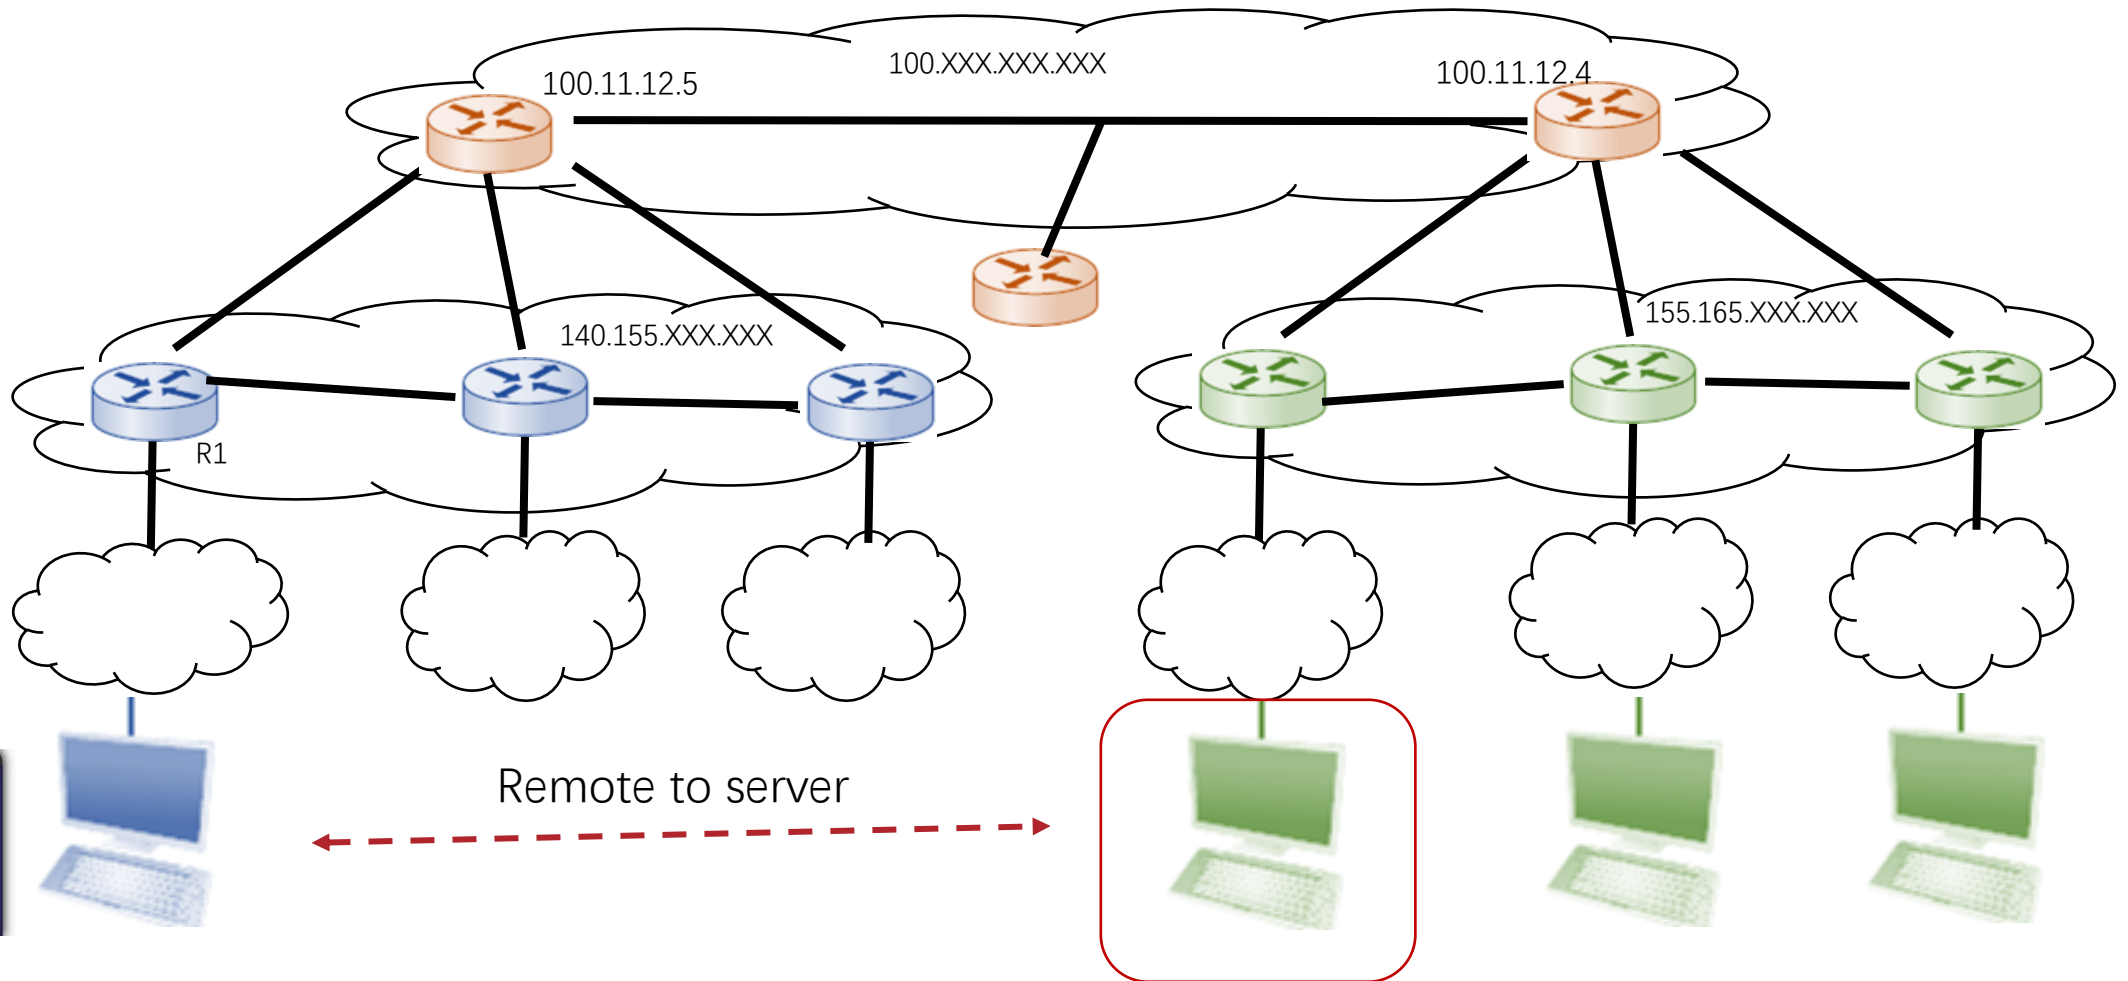 100.XXX.XXX.XXX
100.11.12.5
100.11.12.4
140.155.XXX.XXX
155.165.XXX.XXX
R1
Remote to server